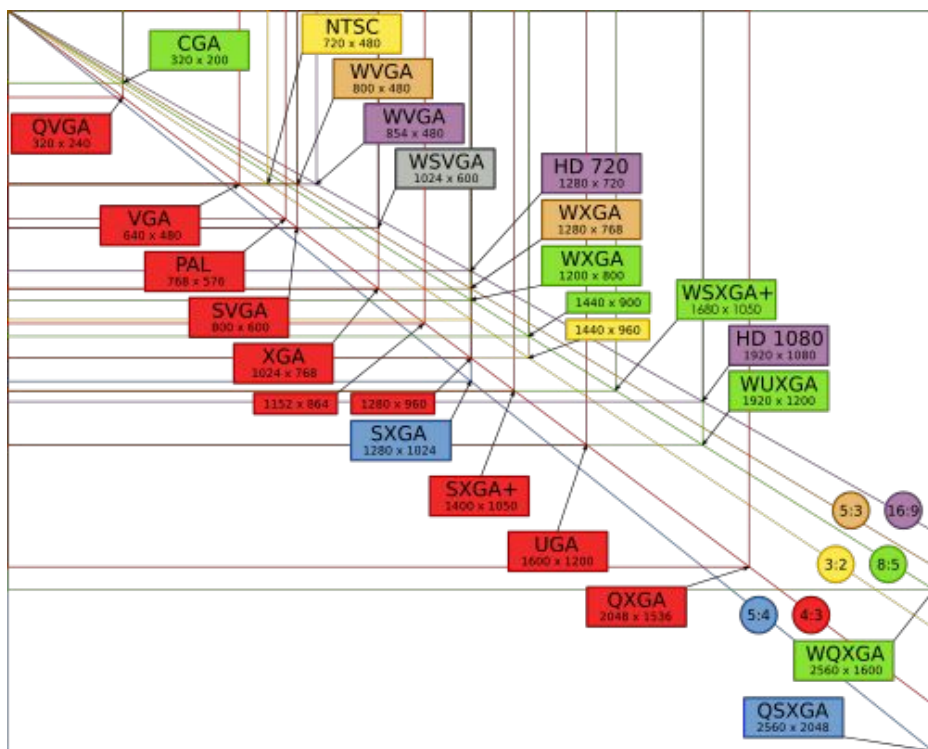 CGA
320 x 200
NTSC
720 x 480
WVGA
800 x 480
QVGA
320 x 240
WVGA
854 x 480
WSVGA
1024 x 600
HD 720
1280 x 720
VGA
640 x 480
WXGA
1280 x 768
PAL
768 x 576
WXGA
1200 x 800
SVGA
800 x 600
1440 x 900
WSXGA+
1680 x 1050
1440 x 960
XGA
1024 x 768
HD 1080
1920 x 1080
1152 x 864
1280 x 960
WUXGA
1920 x 1200
SXGA
1280 x 1024
SXGA+
1400 x 1050
5:3
16:9
UGA
1600 x 1200
3:2
8:5
QXGA
2048 x 1536
5:4
4:3
WQXGA
2560 x 1600
QSXGA
2560 x 2048